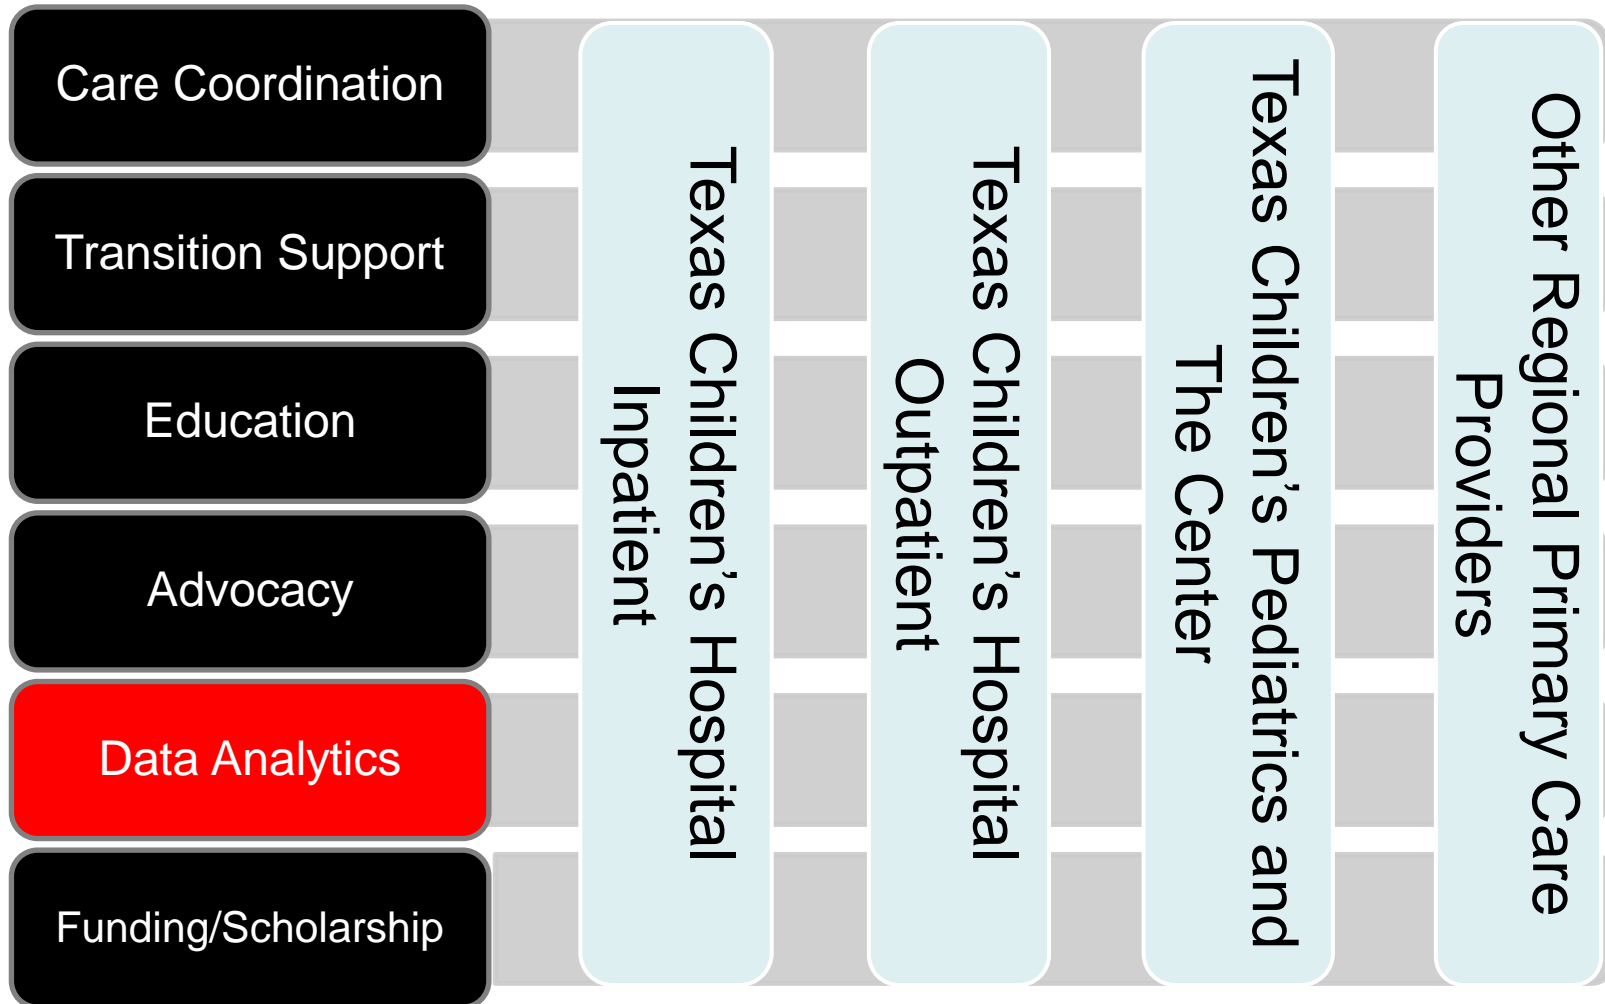 Care Coordination
Transition Support
Education
Advocacy
Data Analytics
Funding/Scholarship
Texas Children’s Hospital
Inpatient
Texas Children’s Hospital
Outpatient
Texas Children’s Pediatrics and
The Center
Other Regional Primary Care
Providers